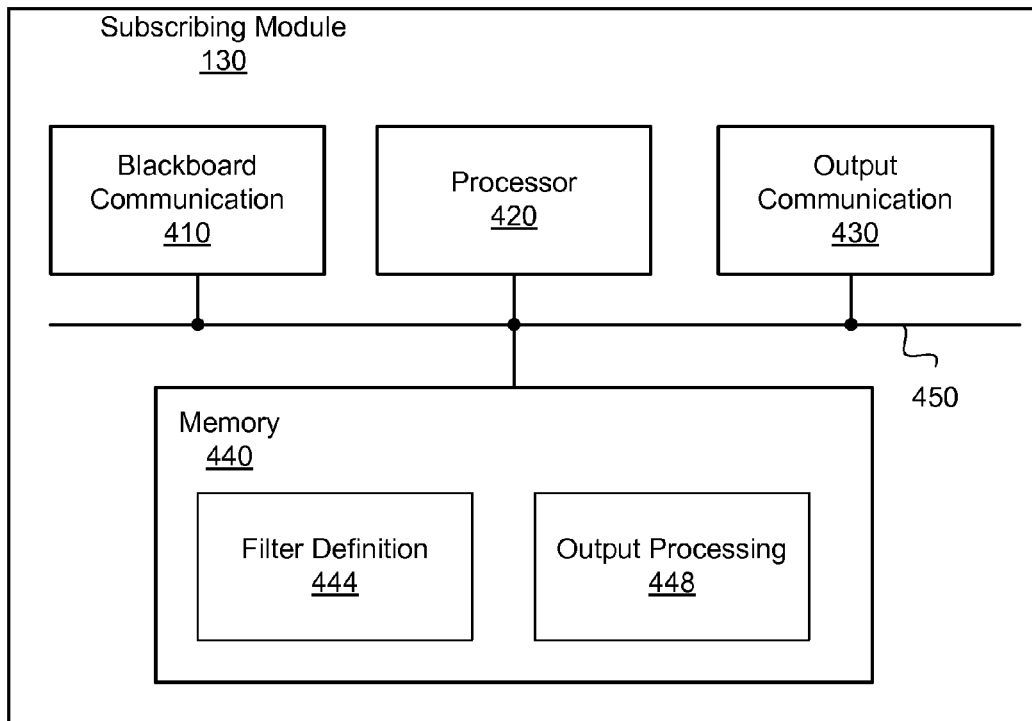 Subscribing Module
130
Blackboard
Communication
410
Processor
420
Output
Communication
430
450
Memory
440
Filter Definition
444
Output Processing
448